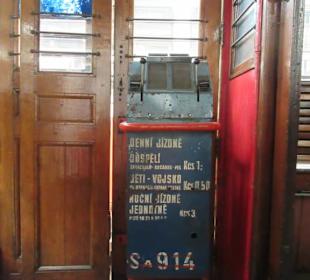 DENNÍ JÍZDNÉ
DOSPĚLÍ
Kčs 1;
DĚTI - VOJSKO
Kčs 0.50
NOČNÍ JÍZDNÉ
JEDNOTNÉ
Kčs 3
S 914